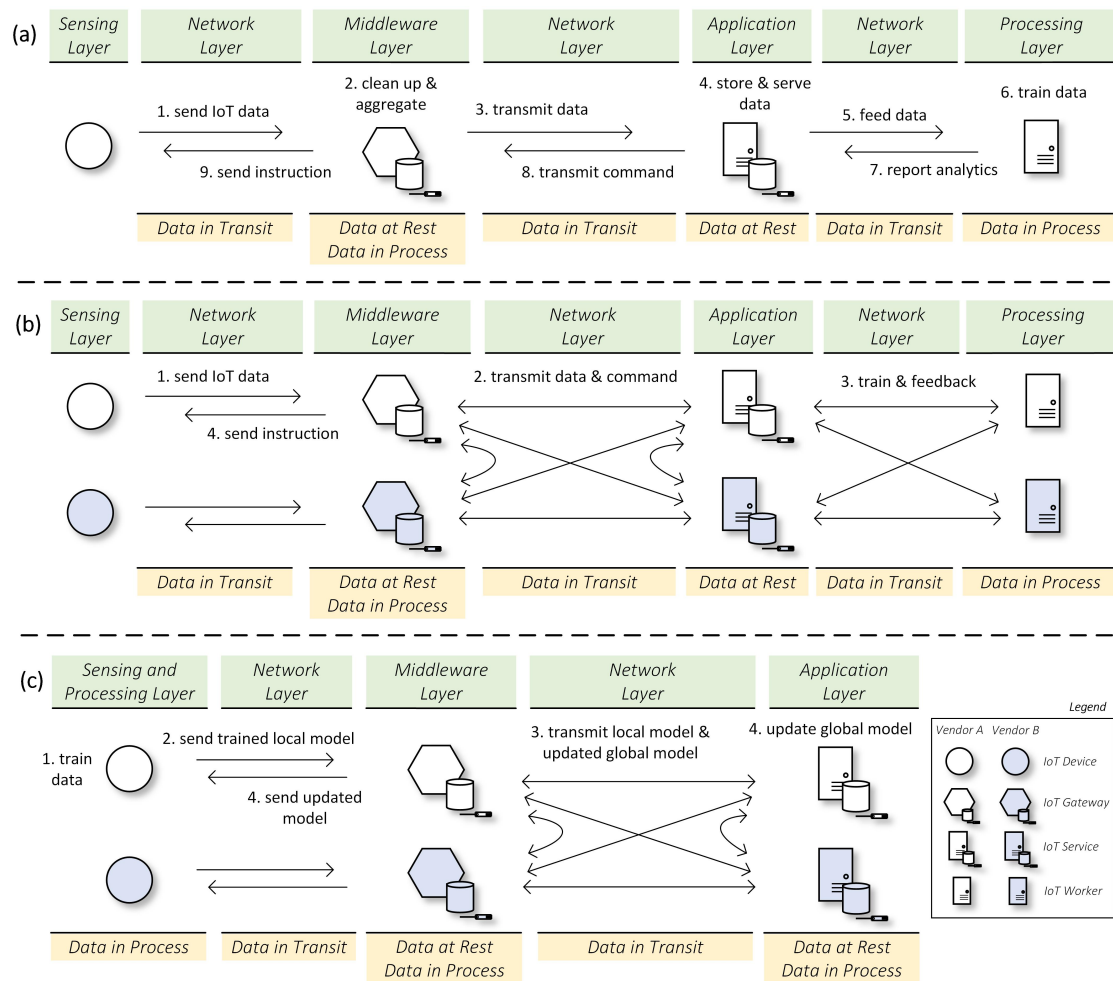 (a)
Sensing
Layer
Network
Layer
Middleware
Layer
Network
Layer
Application
Layer
Network
Layer
Processing
Layer
1. send IoT data
2. clean up &
aggregate
3. transmit data
4. store & serve
data
5. feed data
6. train data
9. send instruction
8. transmit command
7. report analytics
Data in Transit
Data at Rest
Data in Process
Data in Transit
Data at Rest
Data in Transit
Data in Process
(b)
Sensing
Layer
Network
Layer
Middleware
Layer
Network
Layer
Application
Layer
Network
Layer
Processing
Layer
1. send IoT data
2. transmit data & command
3. train & feedback
4. send instruction
Data in Transit
Data at Rest
Data in Process
Data in Transit
Data at Rest
Data in Transit
Data in Process
(c)
Sensing and
Processing Layer
Network
Layer
Middleware
Layer
Network
Layer
Application
Layer
1. train
data
2. send trained local model
3. transmit local model &
updated global model
4. update global model
4. send updated
model
Data in Process
Data in Transit
Data at Rest
Data in Process
Data in Transit
Data at Rest
Data in Process
Legend
Vendor A
Vendor B
IoT Device
IoT Gateway
IoT Service
IoT Worker